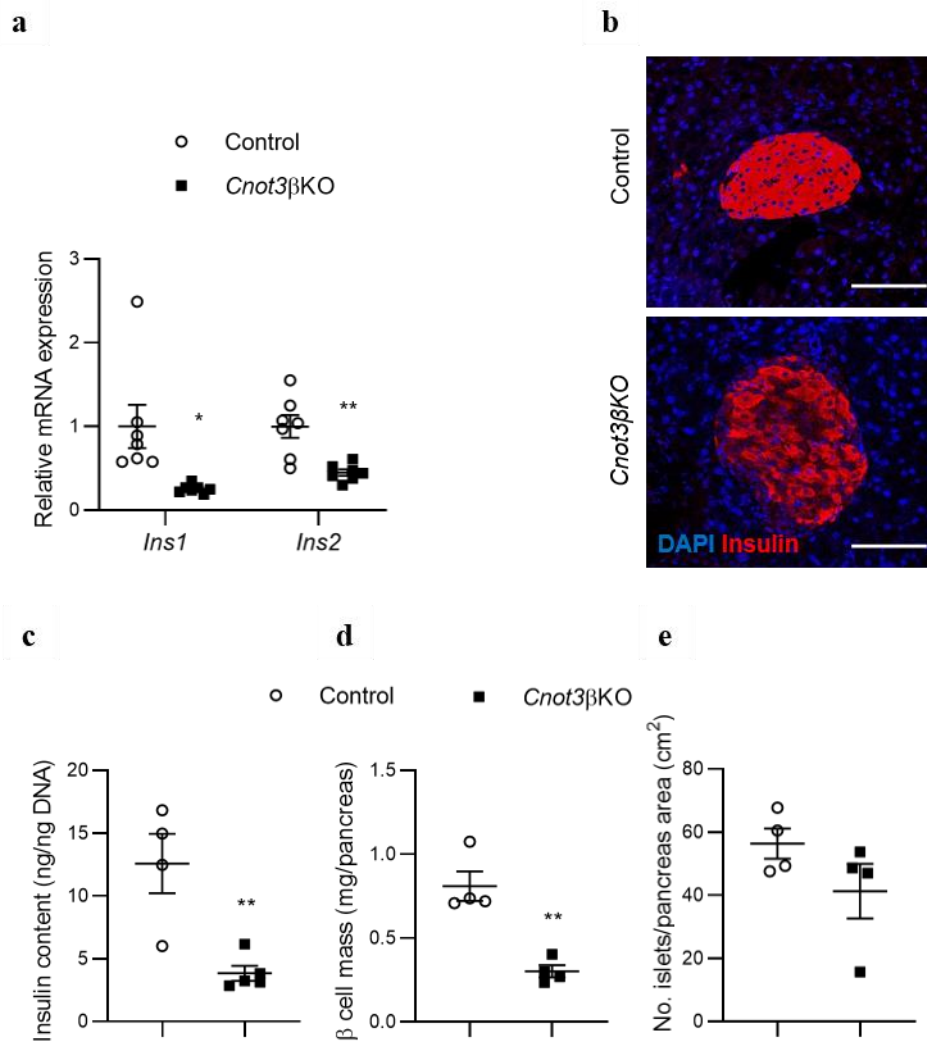 a
Control
Cnot3βKO
Relative mRNA expression
3
2
1
0
*
**
Ins1
Ins2
b
Control
Cnot3βKO
DAPI Insulin
c
d
e
Control
Cnot3βKO
Insulin content (ng/ng DNA)
20
15
10
5
0
**
β cell mass (mg/pancreas)
1.5
1.0
0.5
0.0
**
No. islets/pancreas area (cm²)
80
60
40
20
0